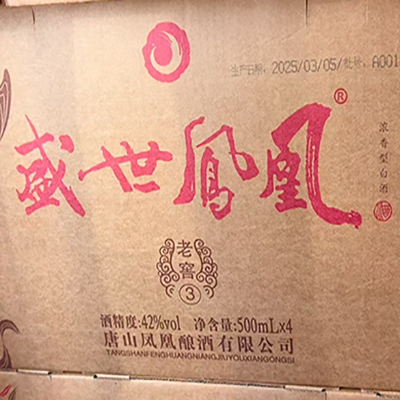 生产日期: 2025/03/05/批号: A001
盛世鳳凰®
浓香型白酒
老窖
3
酒精度:42%vol 净含量:500mL×4
唐山凤凰酿酒有限公司
TANGSHANFENGHUANGNIANGJIUYOUXIANGONGSI